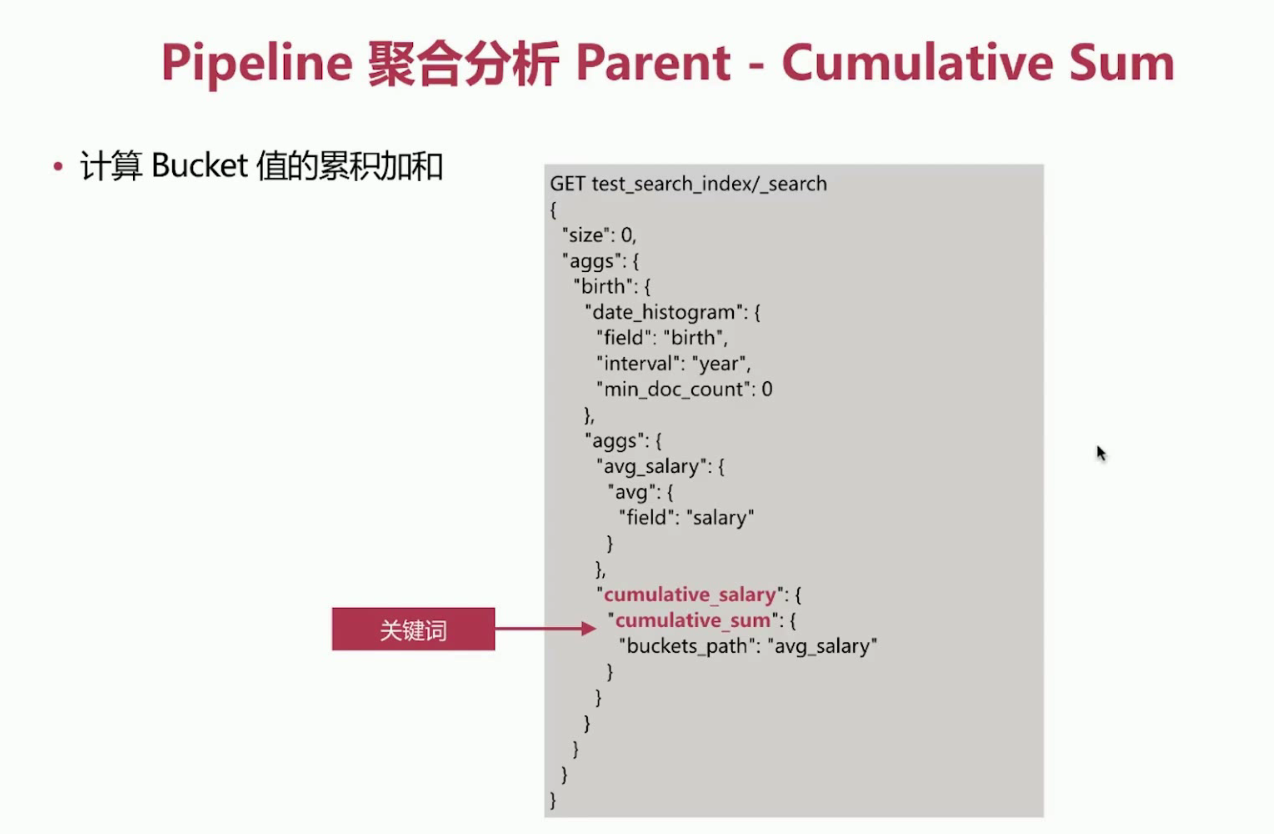 Pipeline 聚合分析 Parent - Cumulative Sum
• 计算 Bucket 值的累积加和
GET test_search_index/_search
{
  "size": 0,
  "aggs": {
    "birth": {
      "date_histogram": {
        "field": "birth",
        "interval": "year",
        "min_doc_count": 0
      },
      "aggs": {
        "avg_salary": {
          "avg": {
            "field": "salary"
          }
        },
        "cumulative_salary": {
          "cumulative_sum": {
            "buckets_path": "avg_salary"
          }
        }
      }
    }
  }
}
关键词